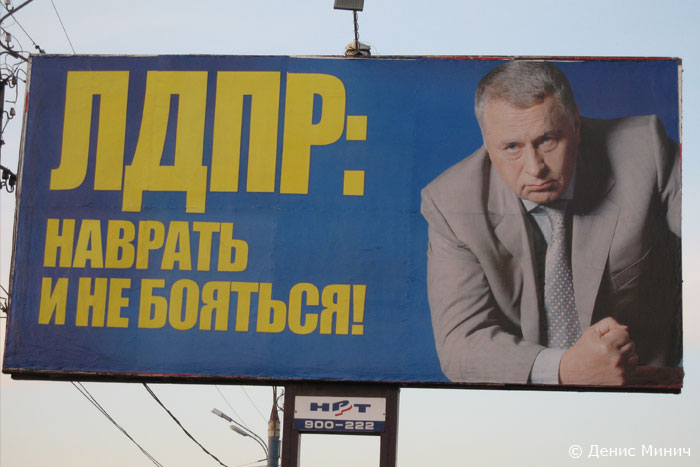 ЛДПР:
НАВРАТЬ
И НЕ БОЯТЬСЯ!
НРТ
900-222
© Денис Минич